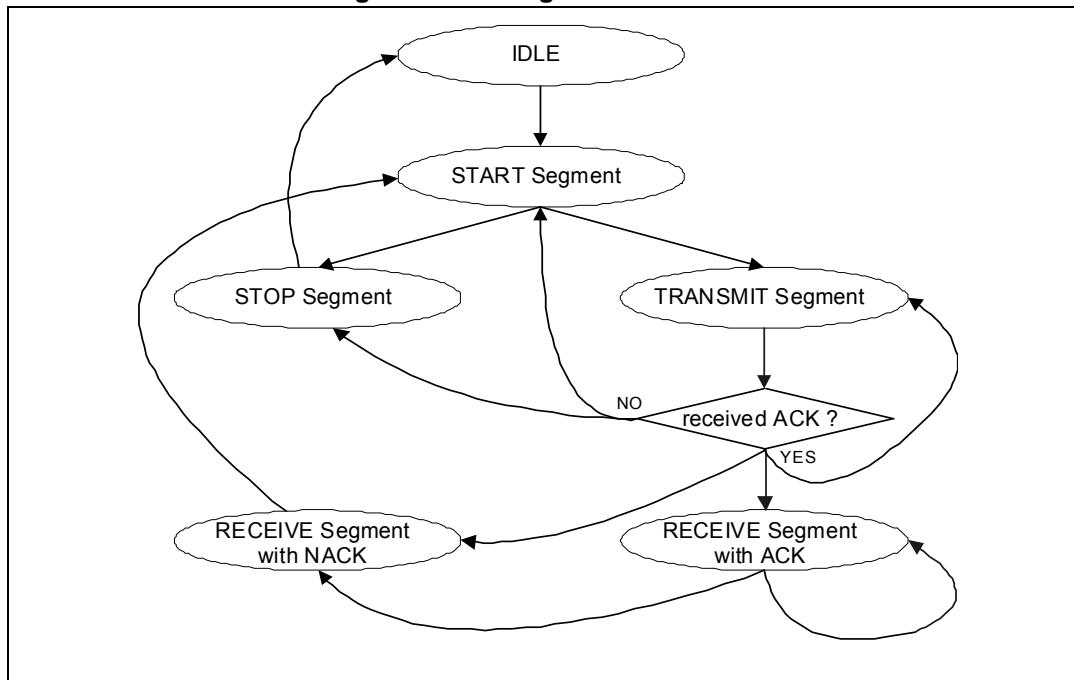 IDLE
START Segment
STOP Segment
TRANSMIT Segment
NO
received ACK ?
YES
RECEIVE Segment
with NACK
RECEIVE Segment
with ACK